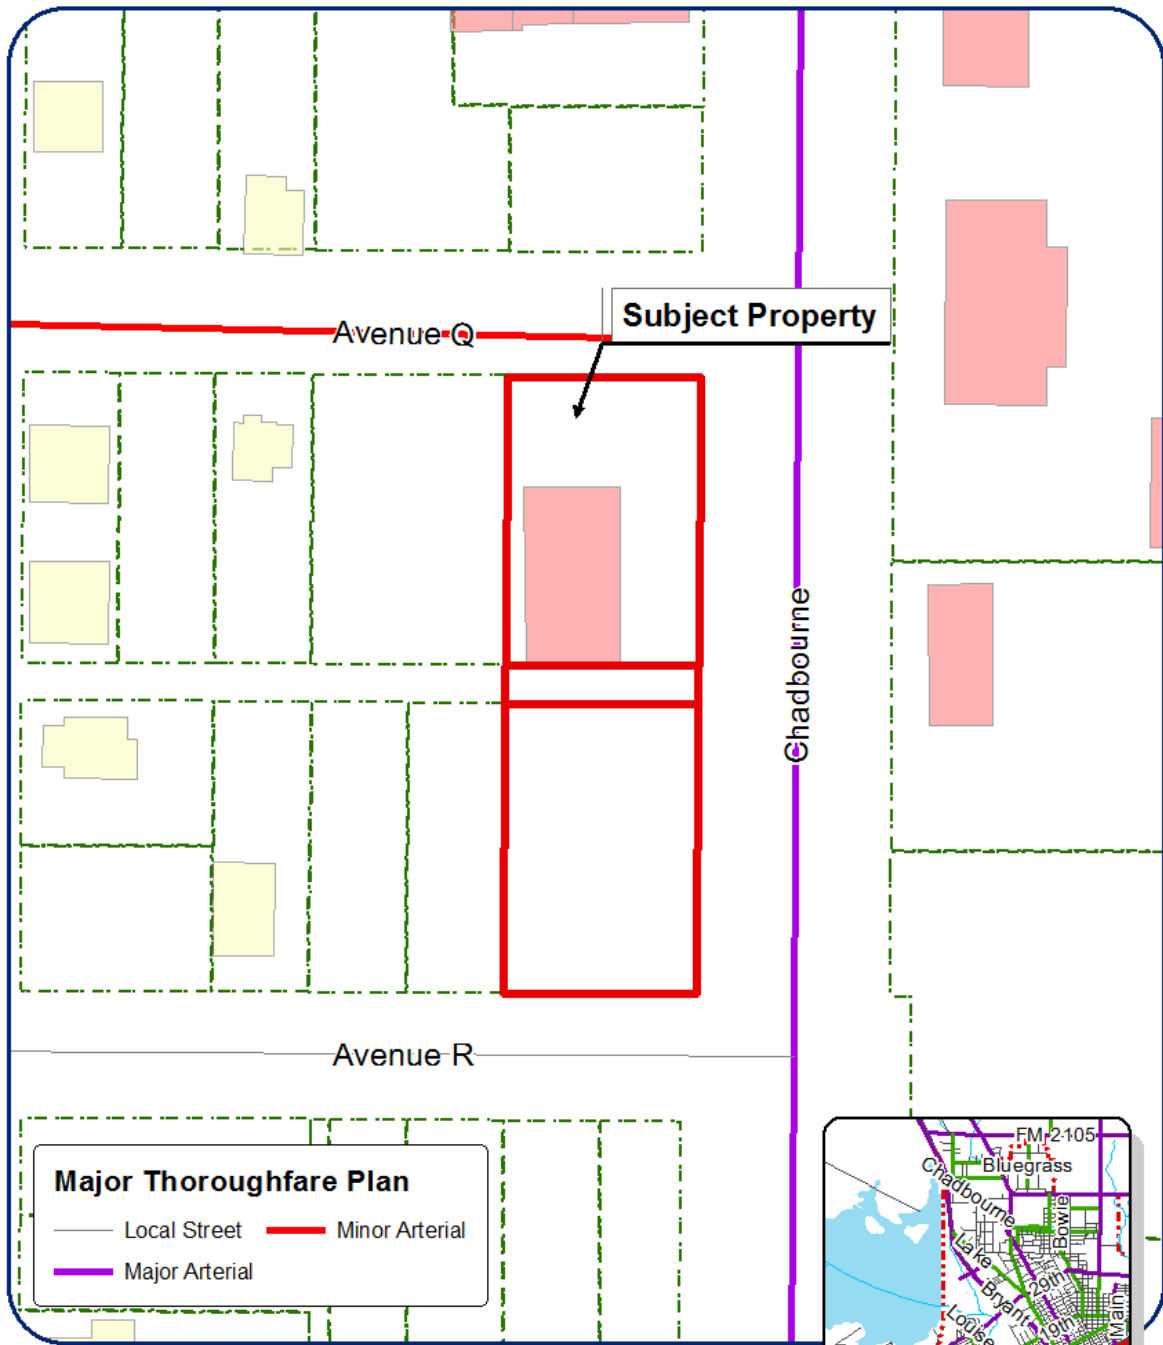 Subject Property
Avenue Q
Chadbourne
Avenue R
Major Thoroughfare Plan
Local Street
Minor Arterial
Major Arterial
FM 2105
Bluegrass
Chadbourne
Bowie
Lake
29th
Bryant
Main
19th
Louise